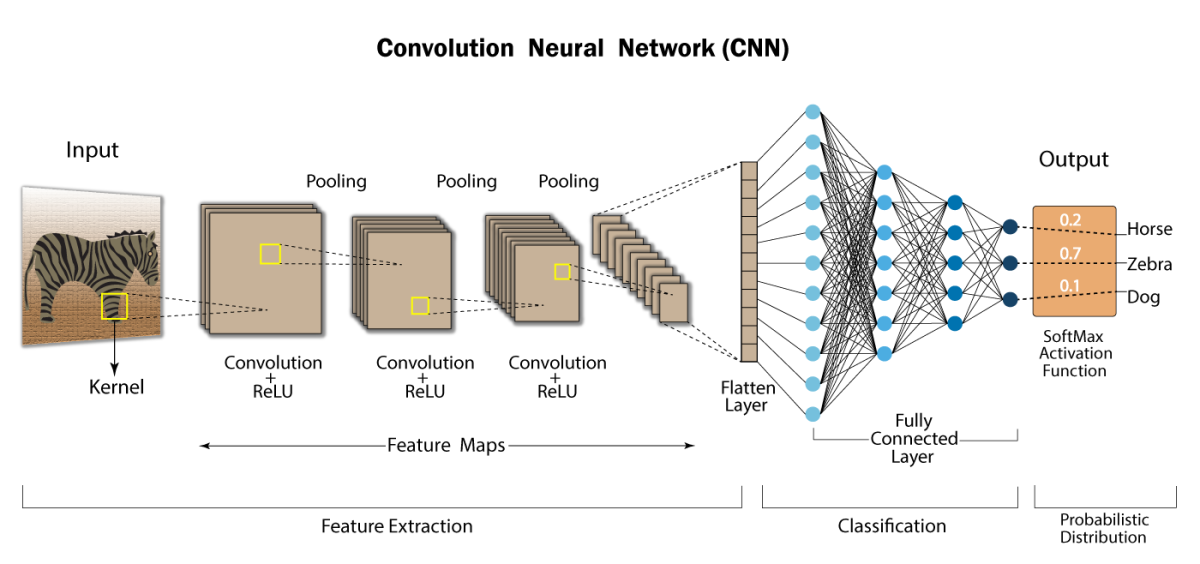 Convolution Neural Network (CNN)
Input
Pooling
Pooling
Pooling
Output
0.2
Horse
0.7
Zebra
0.1
Dog
Kernel
Convolution
+
ReLU
Convolution
+
ReLU
Convolution
+
ReLU
Flatten
Layer
SoftMax
Activation
Function
Feature Maps
Fully
Connected
Layer
Feature Extraction
Classification
Probabilistic
Distribution